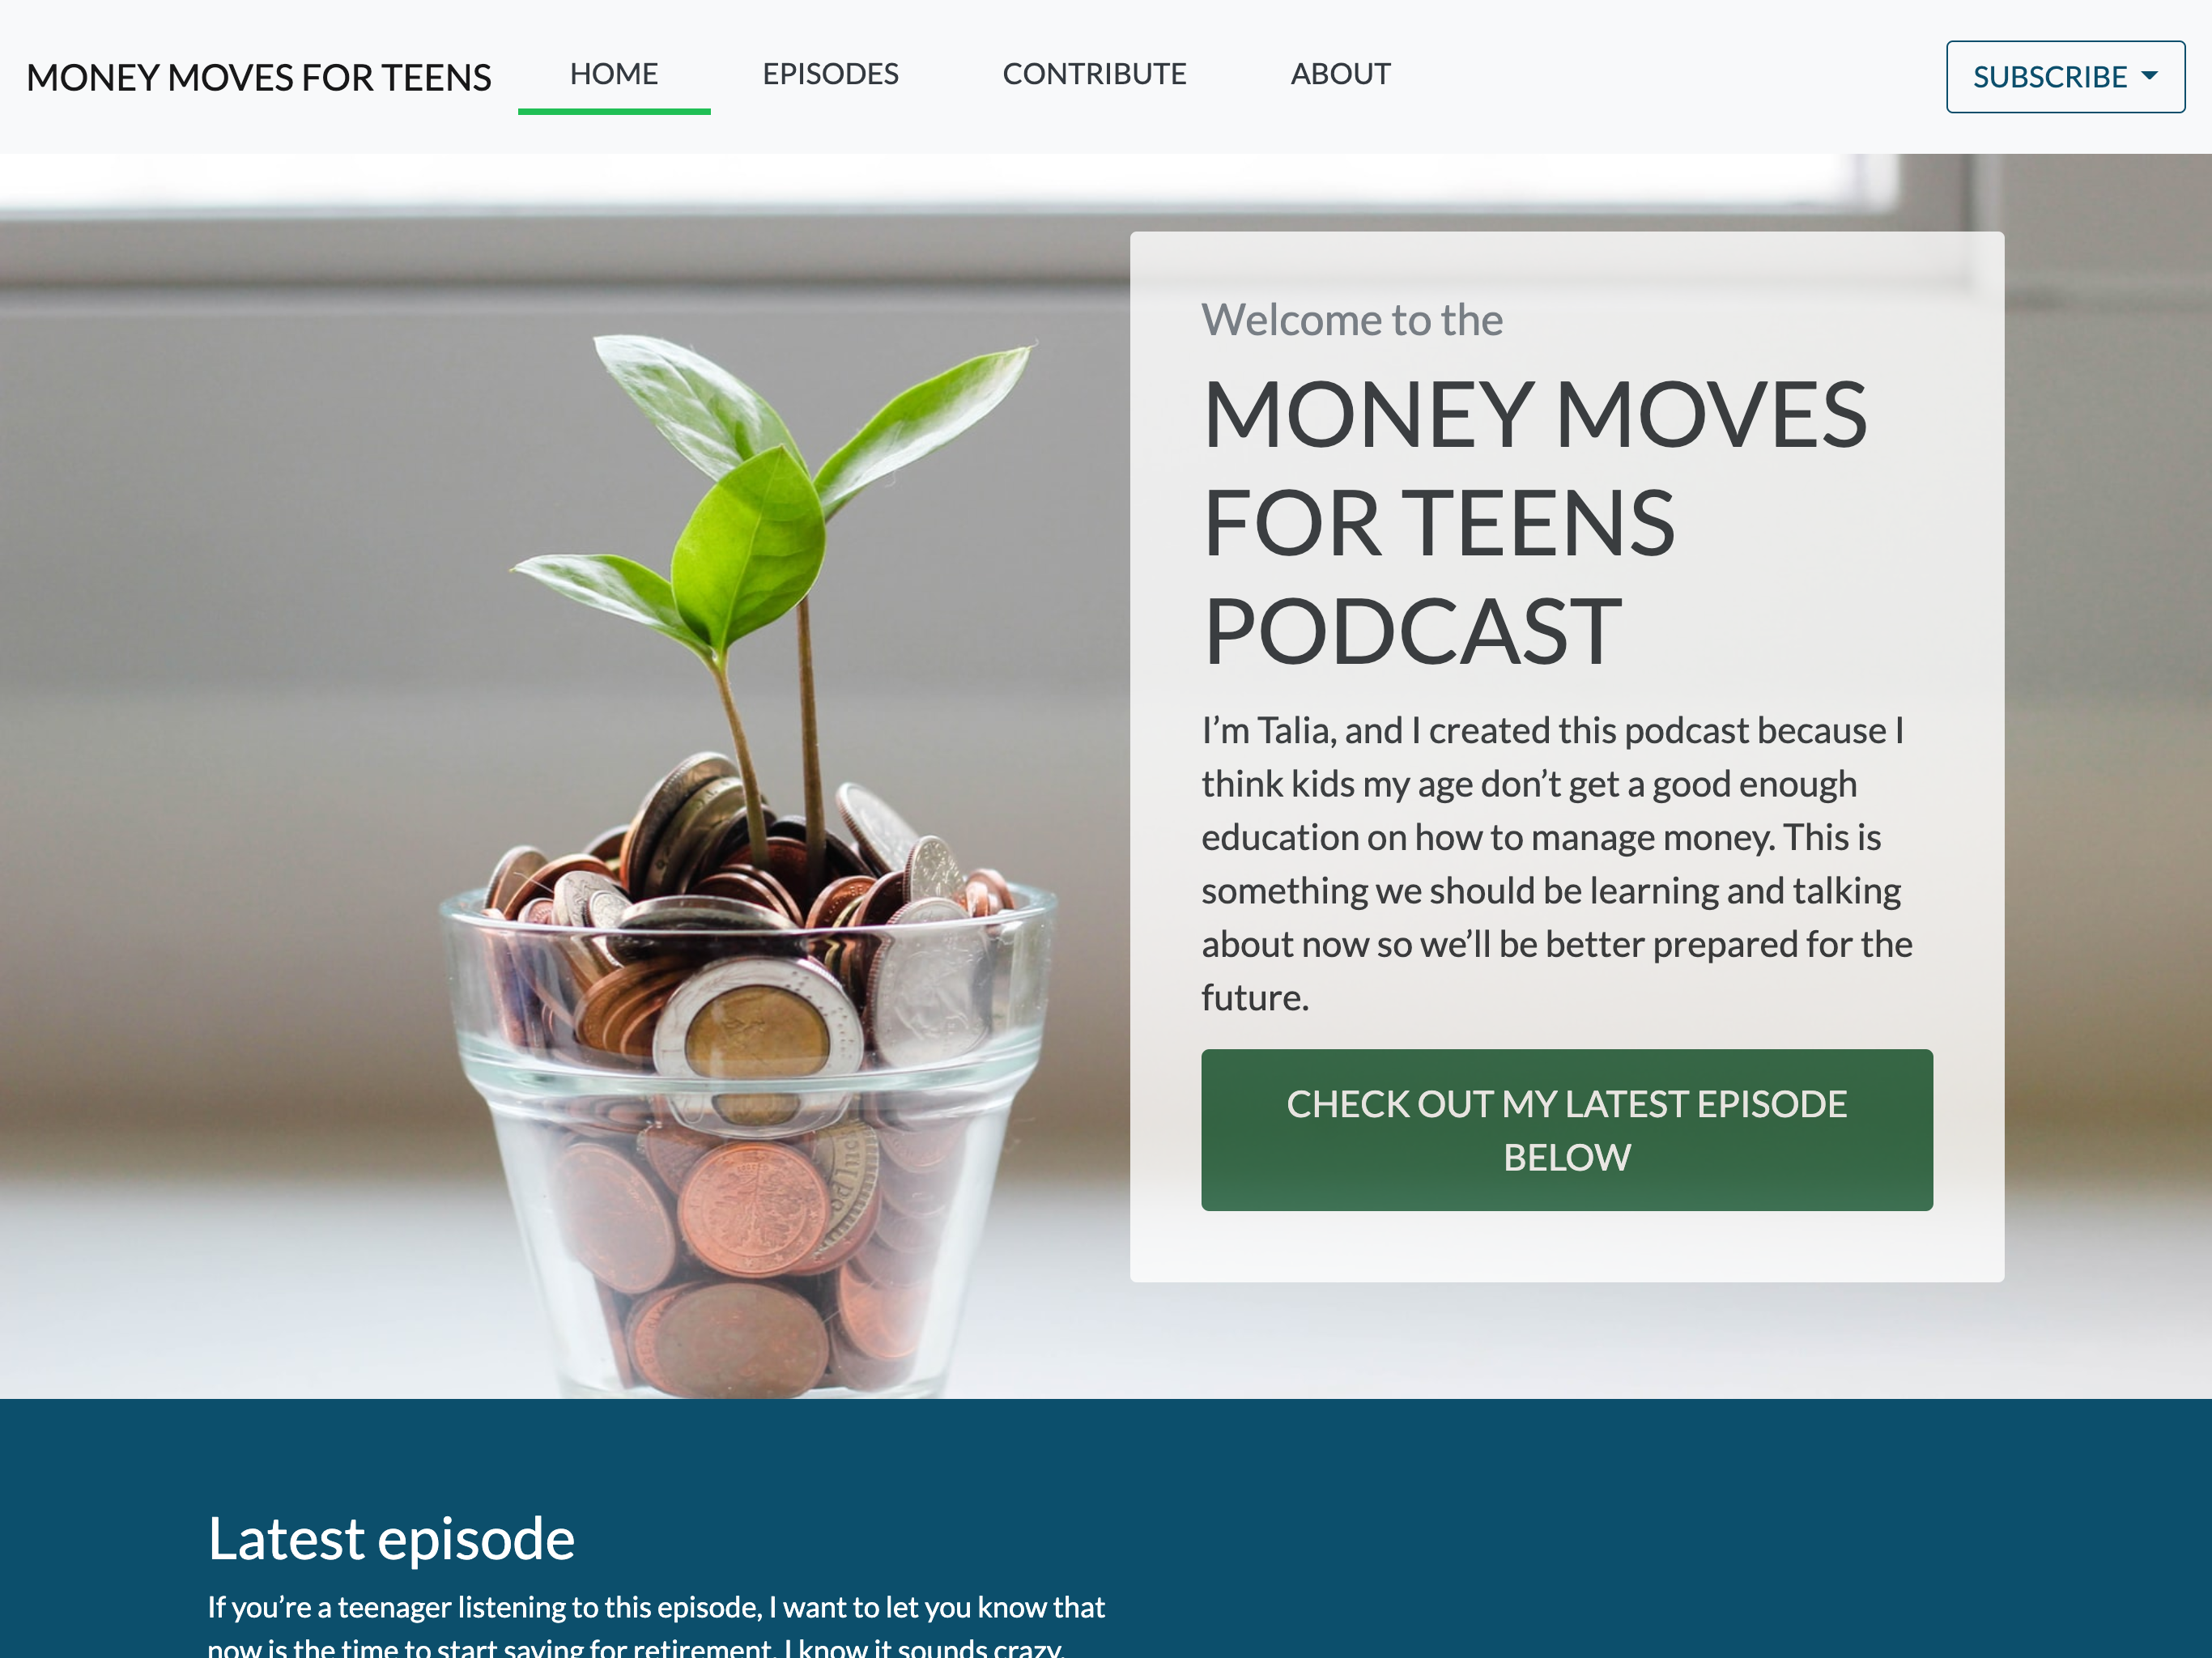 MONEY MOVES FOR TEENS
HOME
EPISODES
CONTRIBUTE
ABOUT
SUBSCRIBE
Welcome to the
MONEY MOVES
FOR TEENS
PODCAST
I’m Talia, and I created this podcast because I
think kids my age don’t get a good enough
education on how to manage money. This is
something we should be learning and talking
about now so we’ll be better prepared for the
future.
CHECK OUT MY LATEST EPISODE
BELOW
Latest episode
If you’re a teenager listening to this episode, I want to let you know that
now is the time to start saving for retirement. I know it sounds crazy,